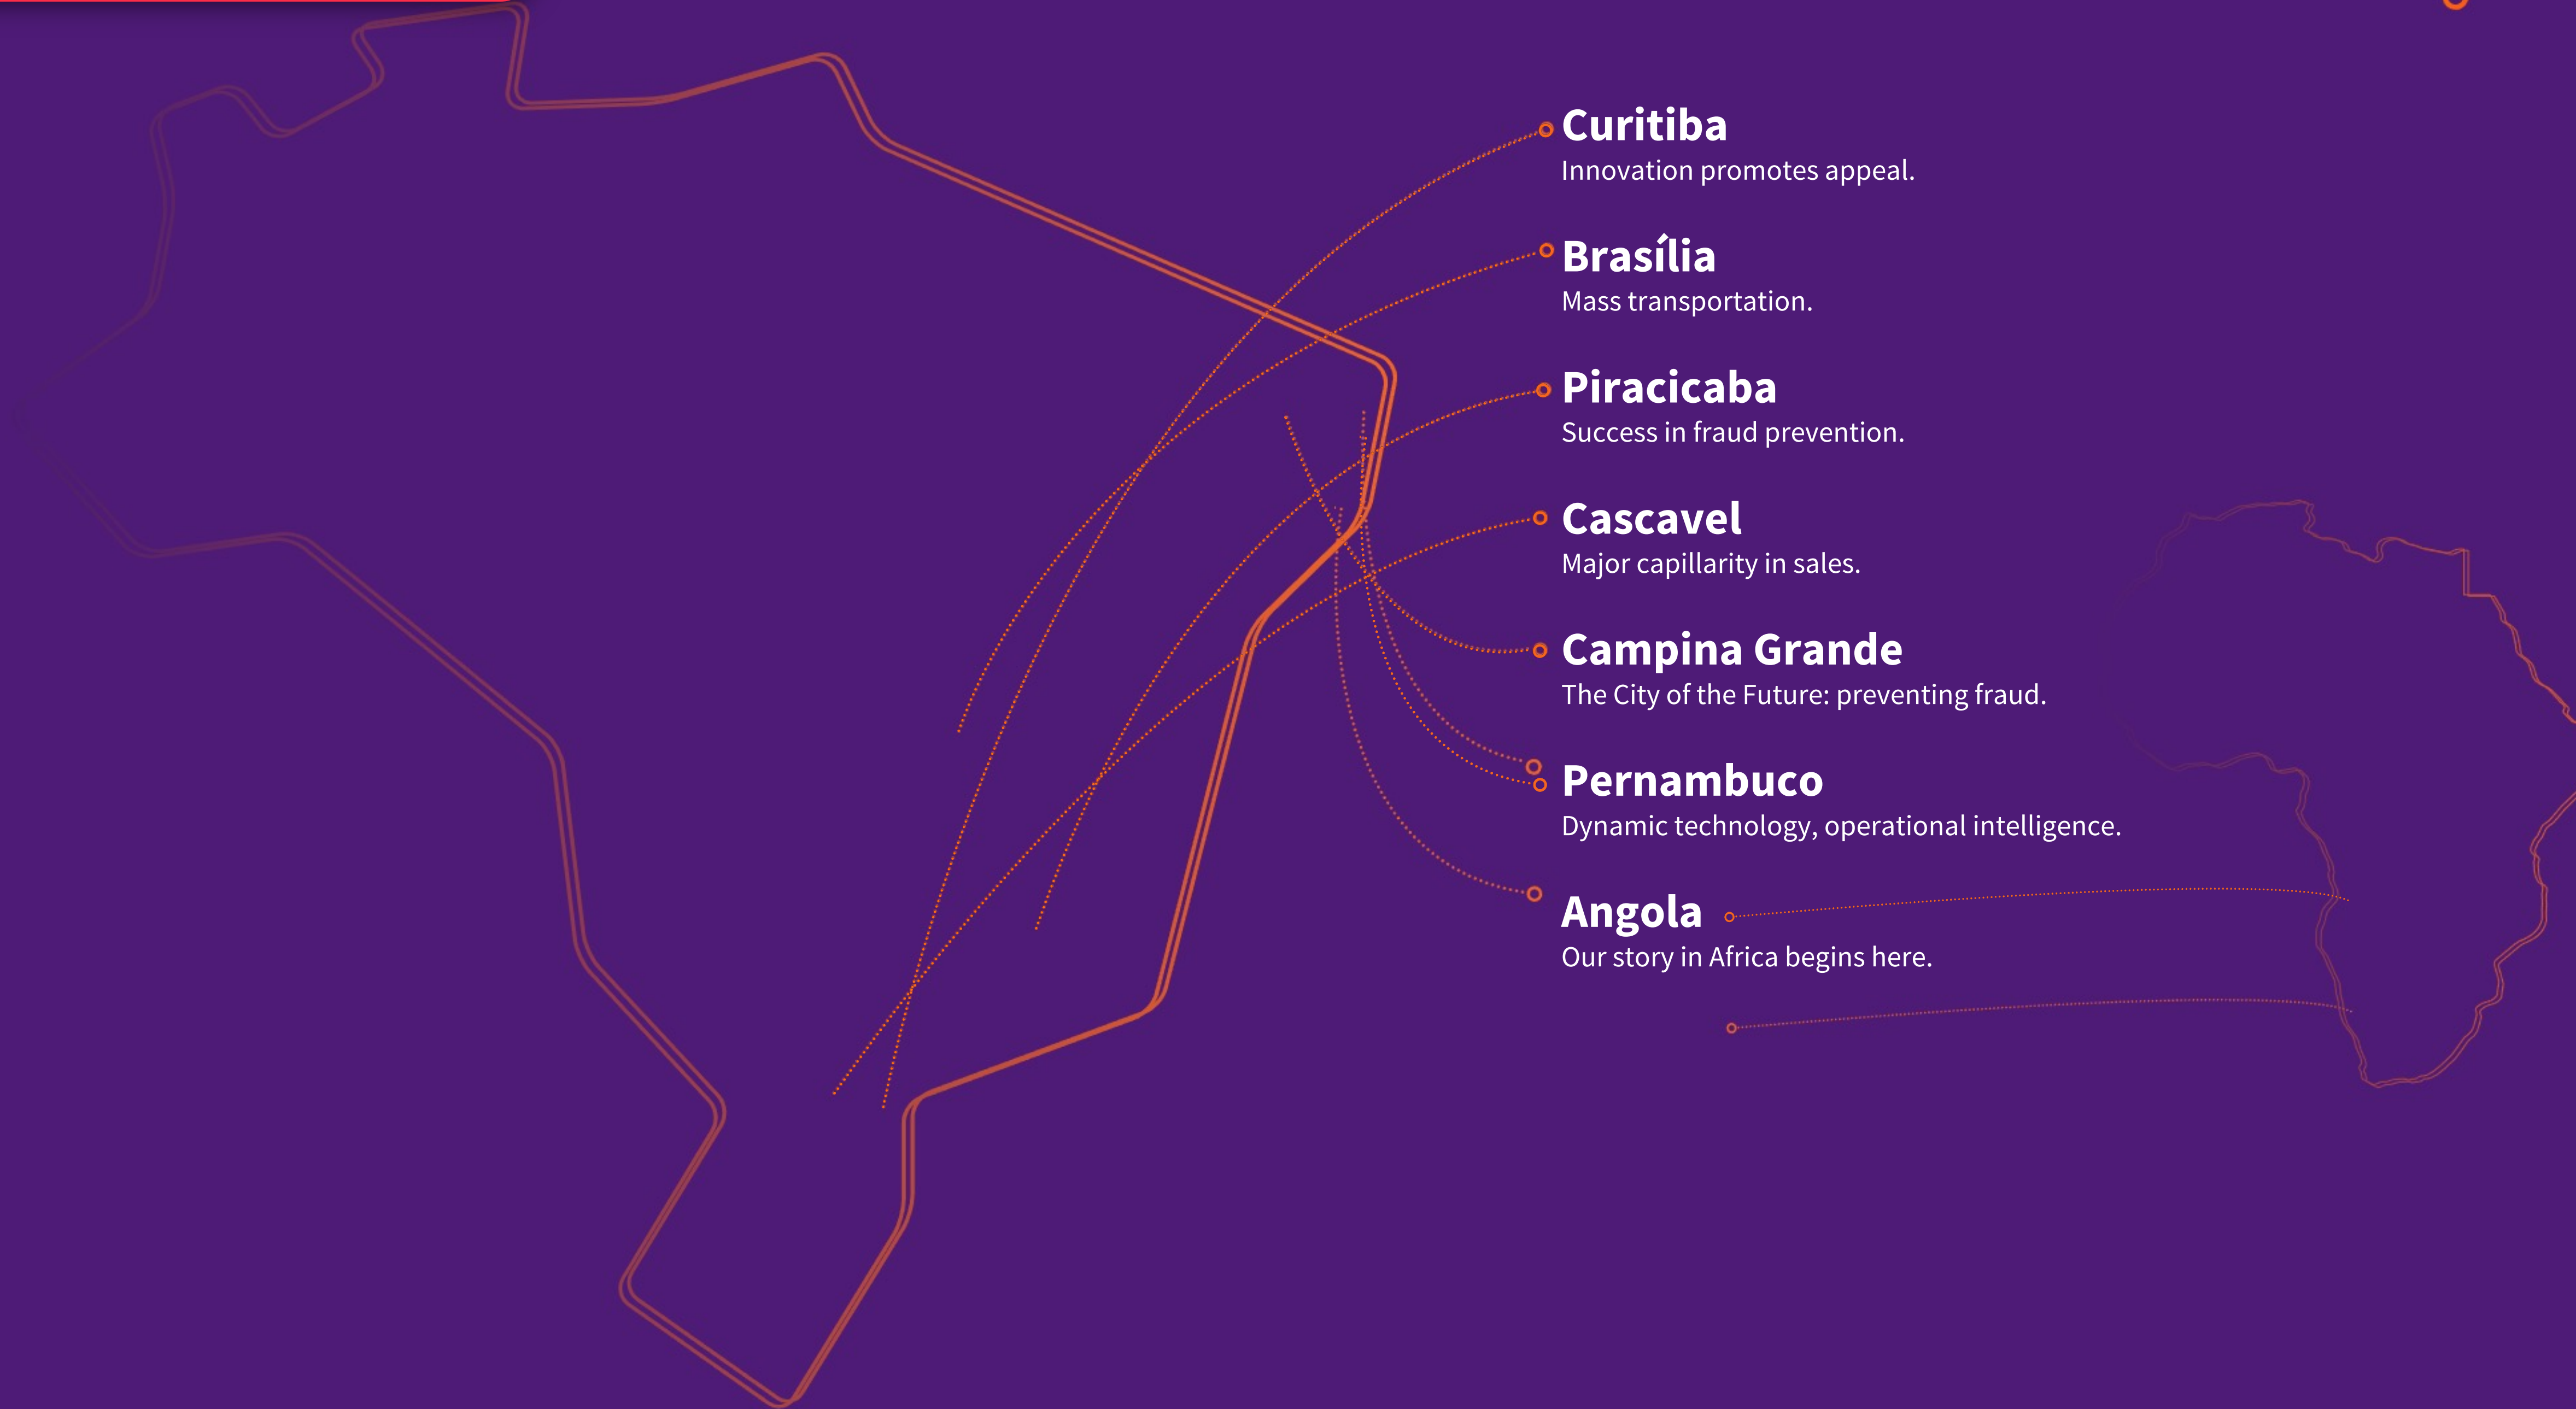 Curitiba
Innovation promotes appeal.
Brasília
Mass transportation.
Piracicaba
Success in fraud prevention.
Cascavel
Major capillarity in sales.
Campina Grande
The City of the Future: preventing fraud.
Pernambuco
Dynamic technology, operational intelligence.
Angola
Our story in Africa begins here.